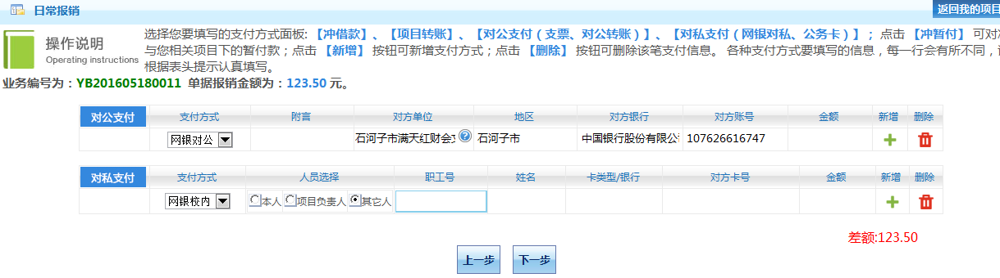 日常报销
返回我的项目
操作说明
Operating instructions
选择您要填写的支付方式面板:【冲借款】、【项目转账】、【对公支付（支票、对公转账）】、【对私支付（网银对私、公务卡）】；点击【冲暂付】可对
与您相关项目下的暂付款；点击【新增】按钮可新增支付方式；点击【删除】按钮可删除该笔支付信息。 各种支付方式要填写的信息，每一行会有所不同，
根据表头提示认真填写。
业务编号为：YB201605180011 单据报销金额为：123.50 元。
对公支付 支付方式 附言 对方单位 地区 对方银行 对方账号 金额 新增 删除
网银对公 石河子市满天红财会 石河子市 中国银行股份有限公 107626616747
对私支付 支付方式 人员选择 职工号 姓名 卡类型/银行 对方卡号 金额 新增 删除
网银校内 本人 项目负责人 其它人
差额:123.50
上一步 下一步